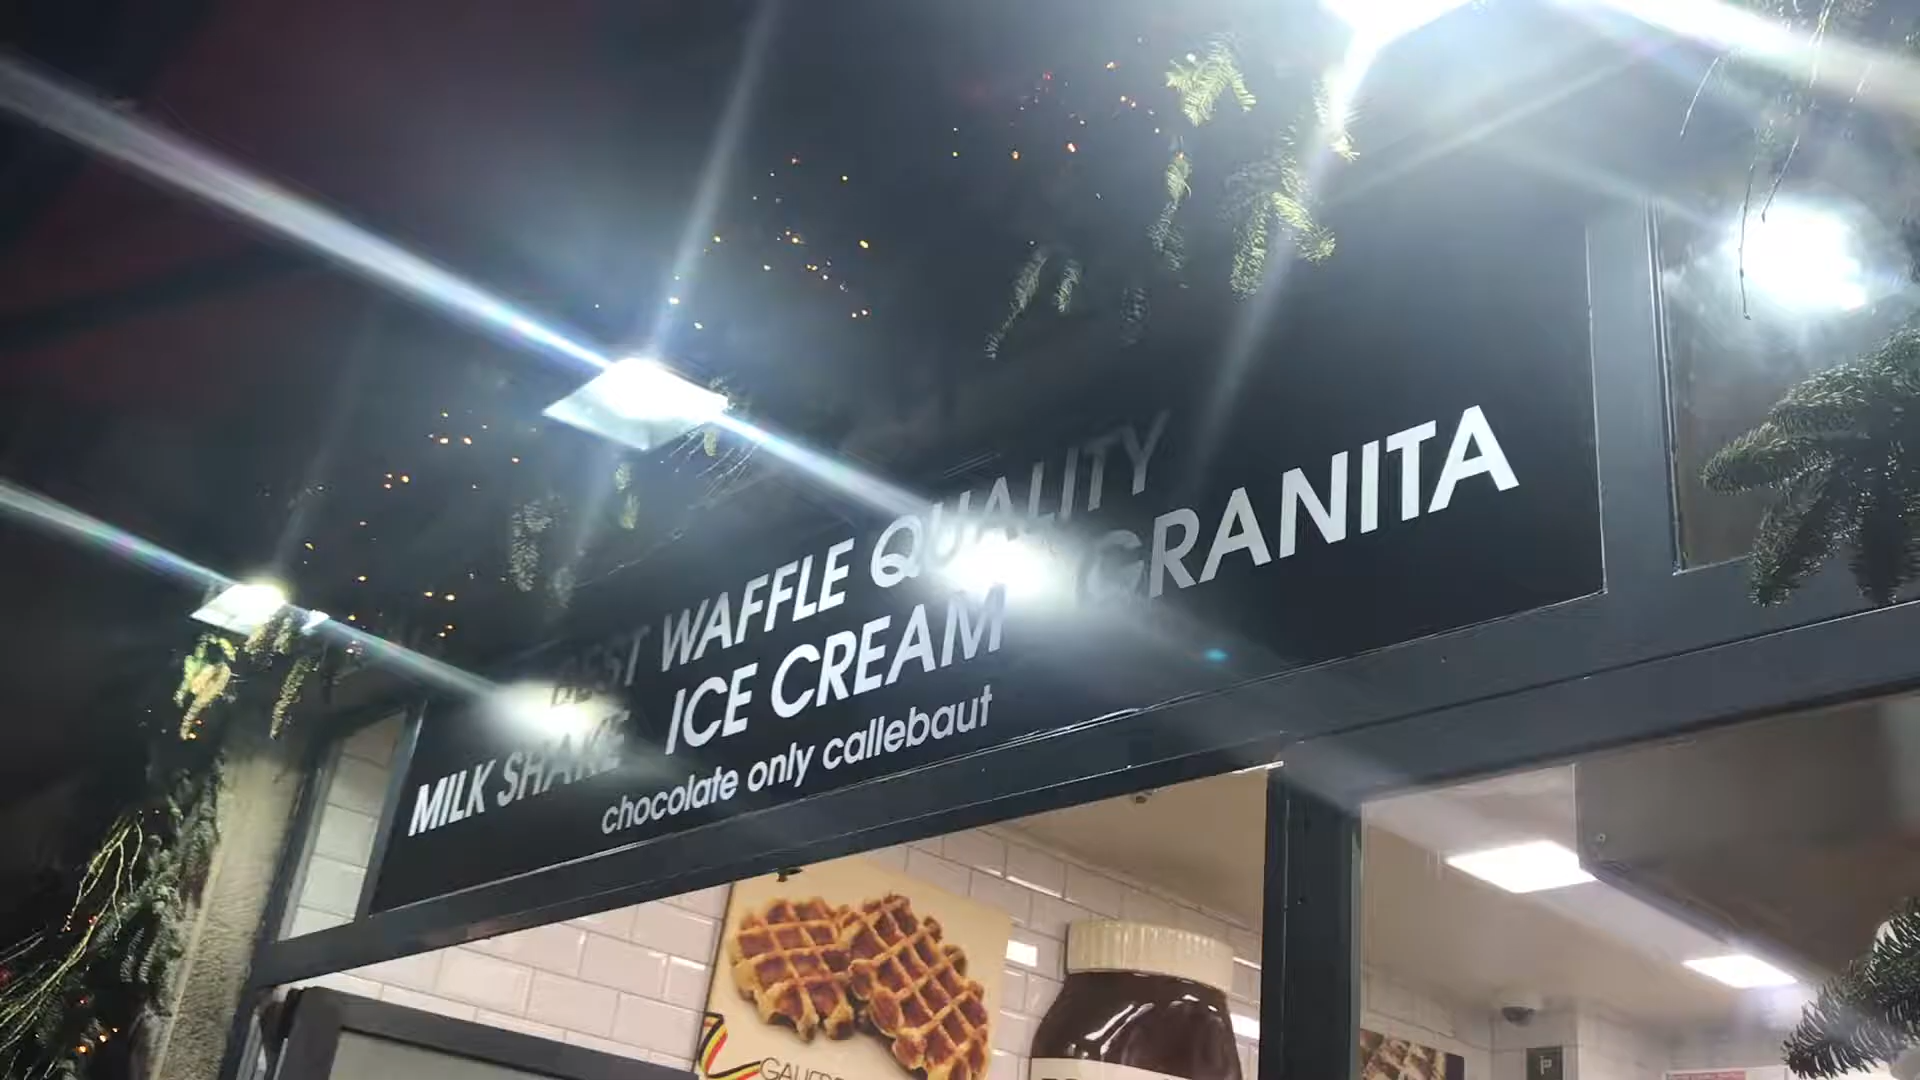 BEST WAFFLE QUALITY
MILK SHAKE ICE CREAM GRANITA
chocolate only callebaut